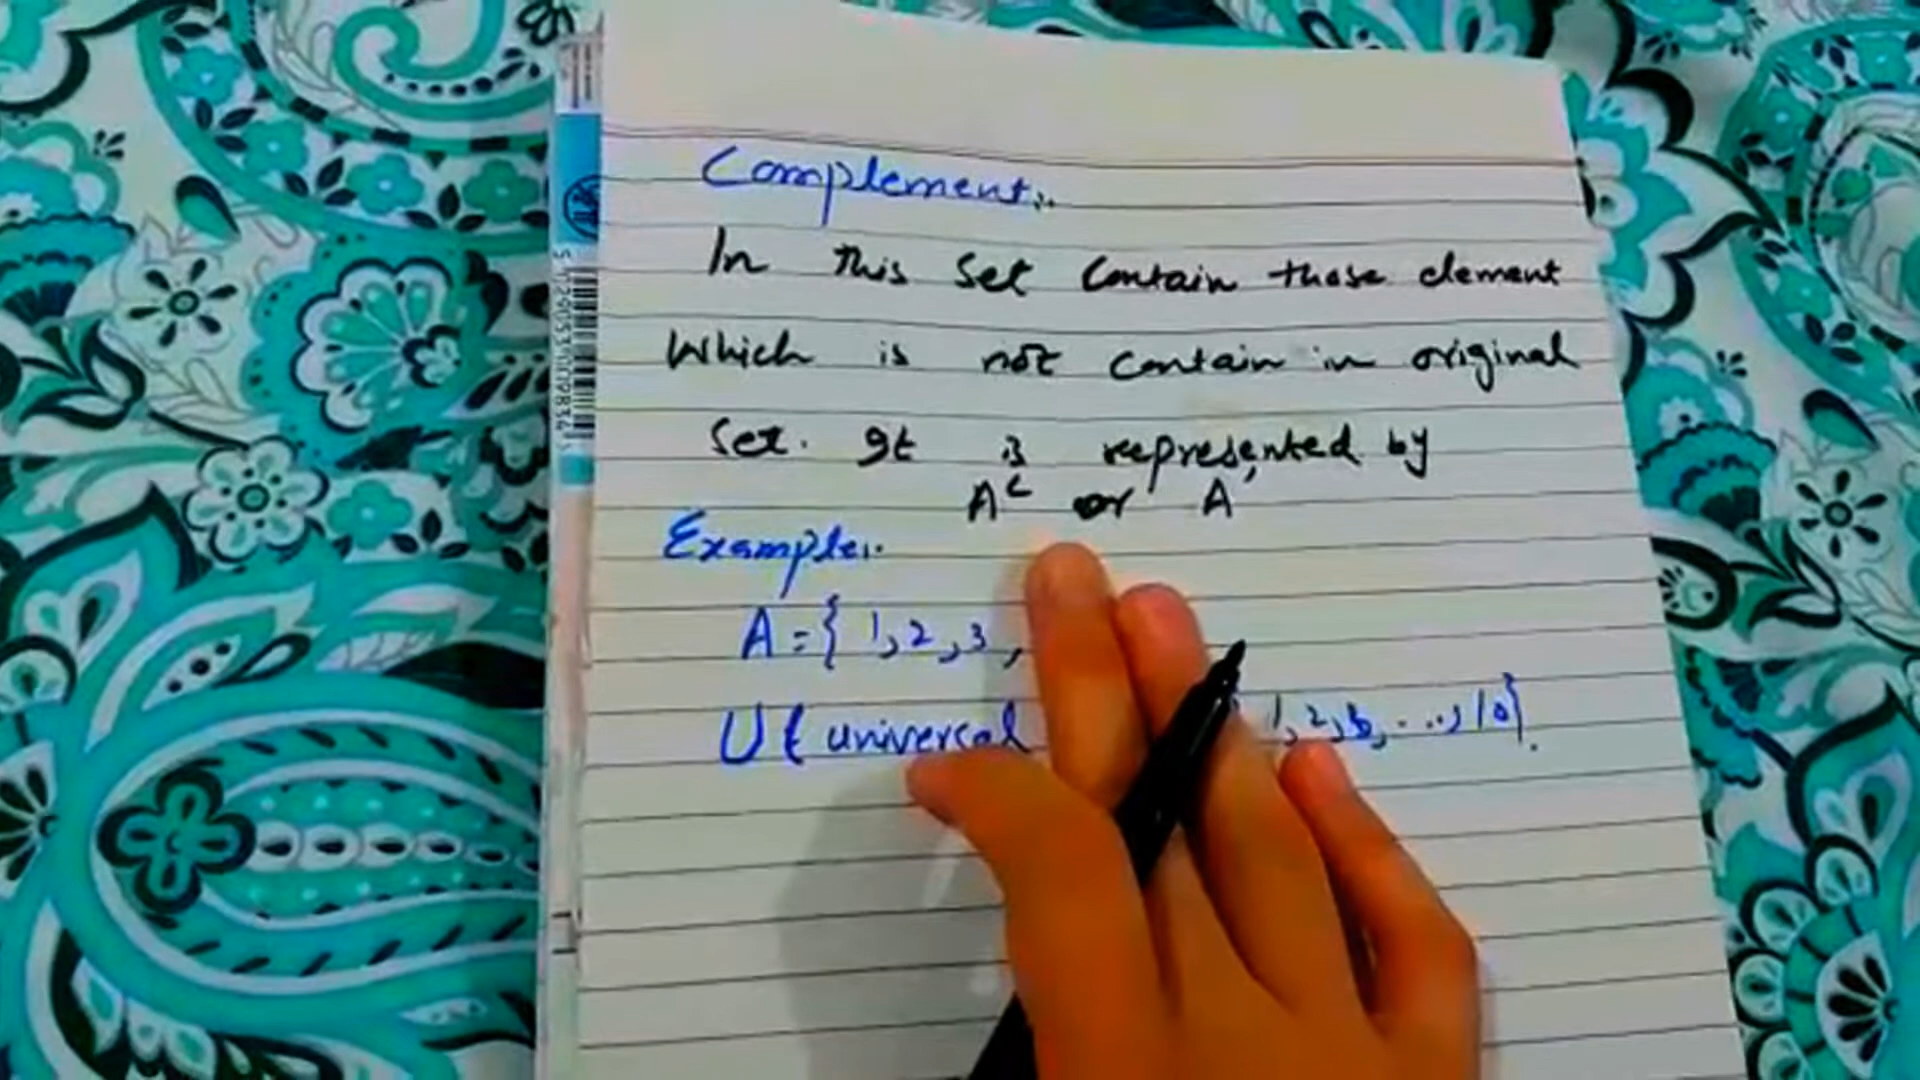 Complement:.
In this set contain those element
which is not contain in original
set. It is represented by
A^c or A'
Example:.
A = { 1, 2, 3,
U ( universal 1, 2, 3, ..., 10}.